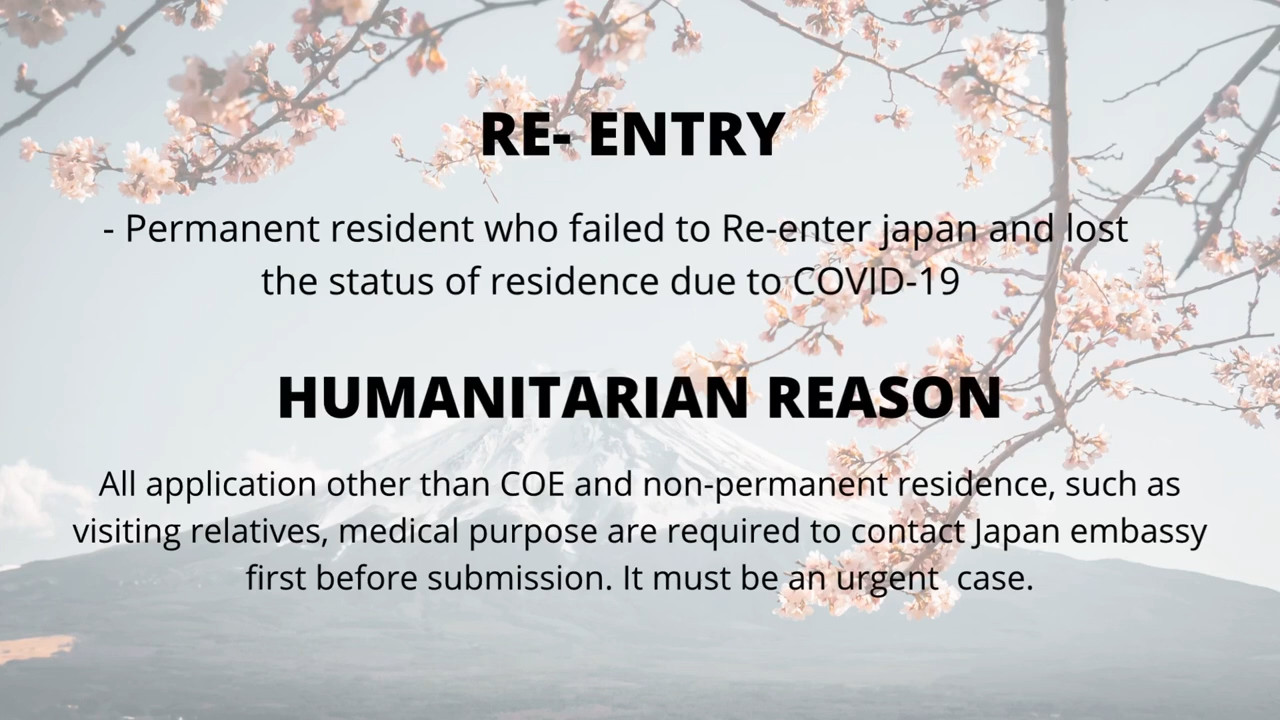 RE- ENTRY
- Permanent resident who failed to Re-enter japan and lost
the status of residence due to COVID-19
HUMANITARIAN REASON
All application other than COE and non-permanent residence, such as
visiting relatives, medical purpose are required to contact Japan embassy
first before submission. It must be an urgent  case.